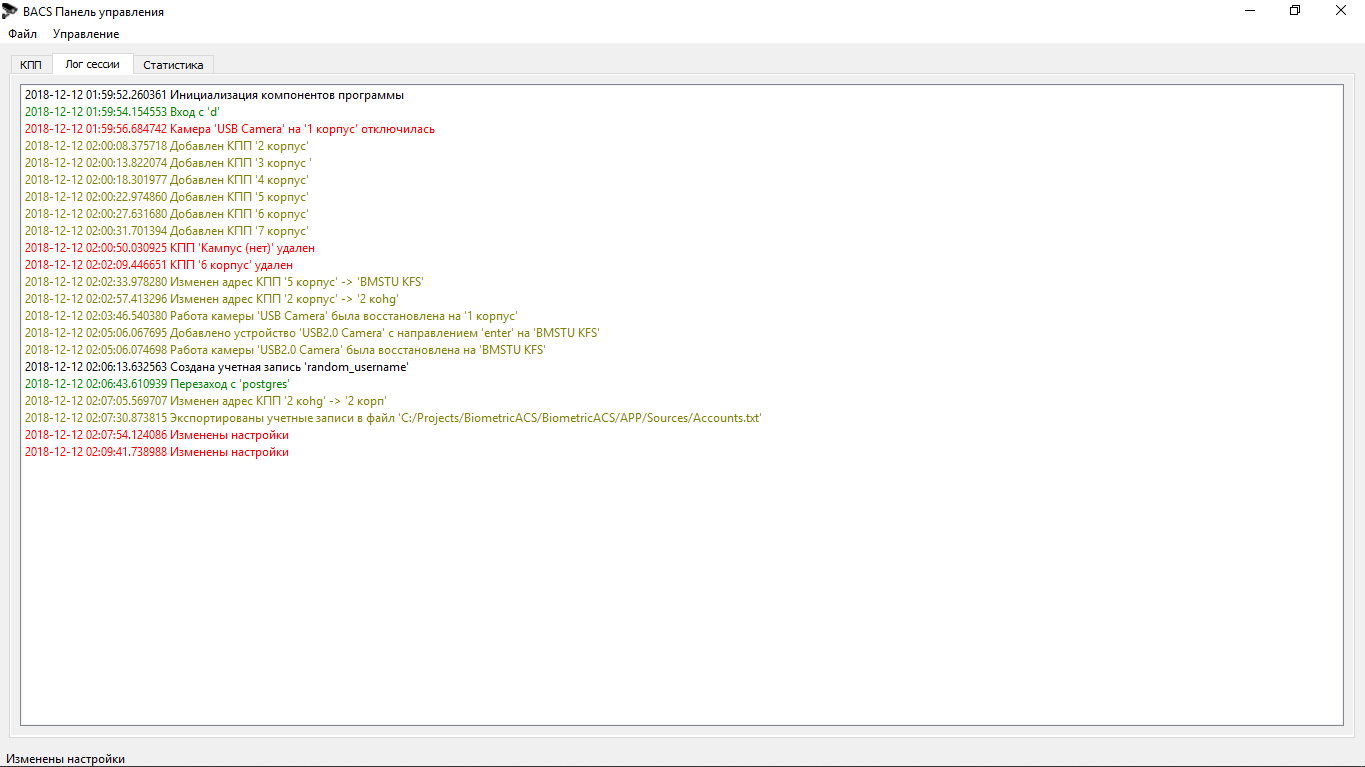 BACS Панель управления
Файл Управление
КПП Лог сессии Статистика
2018-12-12 01:59:52.260361 Инициализация компонентов программы
2018-12-12 01:59:54.154553 Вход с 'd'
2018-12-12 01:59:56.684742 Камера 'USB Camera' на '1 корпус' отключилась
2018-12-12 02:00:08.375718 Добавлен КПП '2 корпус'
2018-12-12 02:00:13.822074 Добавлен КПП '3 корпус '
2018-12-12 02:00:18.301977 Добавлен КПП '4 корпус'
2018-12-12 02:00:22.974860 Добавлен КПП '5 корпус'
2018-12-12 02:00:27.631680 Добавлен КПП '6 корпус'
2018-12-12 02:00:31.701394 Добавлен КПП '7 корпус'
2018-12-12 02:00:50.030925 КПП 'Кампус (нет)' удален
2018-12-12 02:02:09.446651 КПП '6 корпус' удален
2018-12-12 02:02:33.978280 Изменен адрес КПП '5 корпус' -> 'BMSTU KFS'
2018-12-12 02:02:57.413296 Изменен адрес КПП '2 корпус' -> '2 кohg'
2018-12-12 02:03:46.540380 Работа камеры 'USB Camera' была восстановлена на '1 корпус'
2018-12-12 02:05:06.067695 Добавлено устройство 'USB2.0 Camera' с направлением 'enter' на 'BMSTU KFS'
2018-12-12 02:05:06.074698 Работа камеры 'USB2.0 Camera' была восстановлена на 'BMSTU KFS'
2018-12-12 02:06:13.632563 Создана учетная запись 'random_username'
2018-12-12 02:06:43.610939 Перезаход с 'postgres'
2018-12-12 02:07:05.569707 Изменен адрес КПП '2 кohg' -> '2 корп'
2018-12-12 02:07:30.873815 Экспортированы учетные записи в файл 'C:/Projects/BiometricACS/BiometricACS/APP/Sources/Accounts.txt'
2018-12-12 02:07:54.124086 Изменены настройки
2018-12-12 02:09:41.738988 Изменены настройки
Изменены настройки